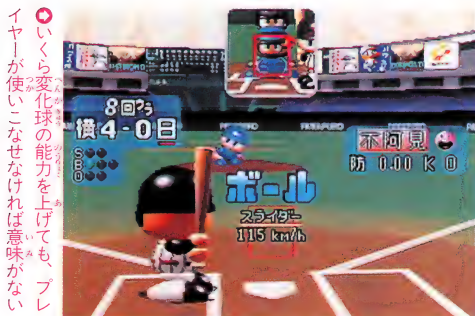 ➲いくら変化球の能力を上げても、プレ
イヤーが使いこなせなければ意味がない
8回ウラ
横4-0日
S
B
O
不阿見
防 0.00 K 0
ボール
スライダー
115 km/h